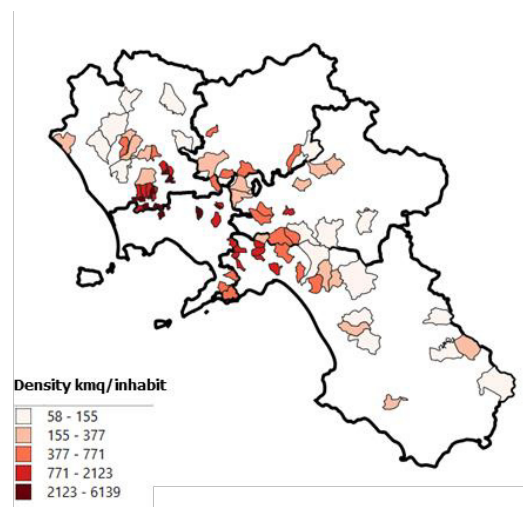 Density kmq/inhabit
58 - 155
155 - 377
377 - 771
771 - 2123
2123 - 6139